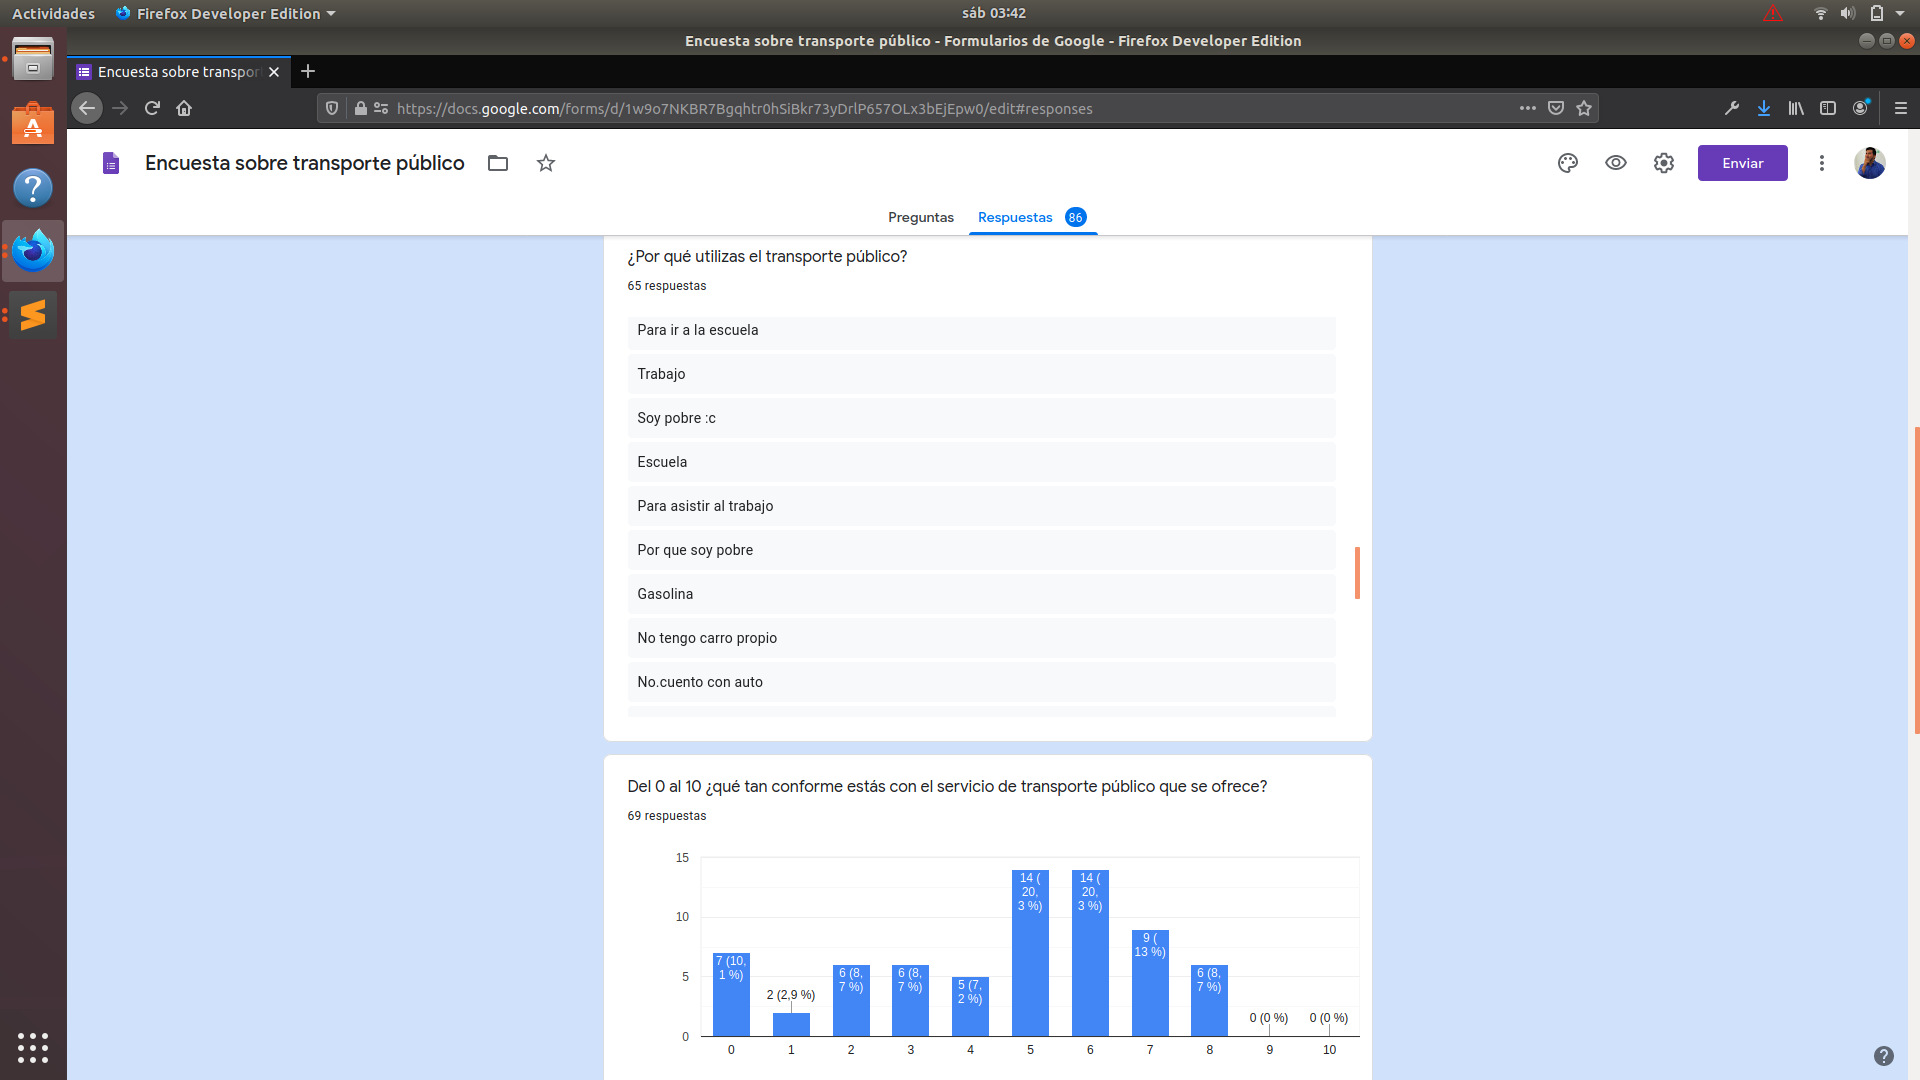 Actividades
Firefox Developer Edition
sáb 03:42
Encuesta sobre transporte público - Formularios de Google - Firefox Developer Edition
Encuesta sobre transpor
https://docs.google.com/forms/d/1w9o7NKBR7Bgqhtr0hSiBkr73yDrlP657OLx3bEjEpw0/edit#responses
Encuesta sobre transporte público
Enviar
Preguntas
Respuestas 86
¿Por qué utilizas el transporte público?
65 respuestas
Para ir a la escuela
Trabajo
Soy pobre :c
Escuela
Para asistir al trabajo
Por que soy pobre
Gasolina
No tengo carro propio
No.cuento con auto
Del 0 al 10 ¿qué tan conforme estás con el servicio de transporte público que se ofrece?
69 respuestas
15
10
5
0
7 (10,
1 %)
2 (2,9 %)
6 (8,
7 %)
6 (8,
7 %)
5 (7,
2 %)
14 (
20,
3 %)
14 (
20,
3 %)
9 (
13 %)
6 (8,
7 %)
0 (0 %)
0 (0 %)
0 1 2 3 4 5 6 7 8 9 10